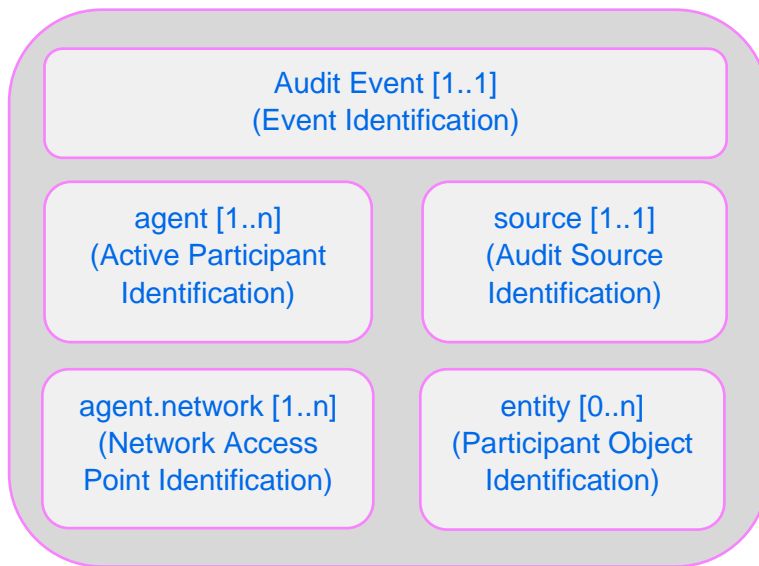 Audit Event [1..1]
(Event Identification)
agent [1..n]
(Active Participant
Identification)
source [1..1]
(Audit Source
Identification)
agent.network [1..n]
(Network Access
Point Identification)
entity [0..n]
(Participant Object
Identification)